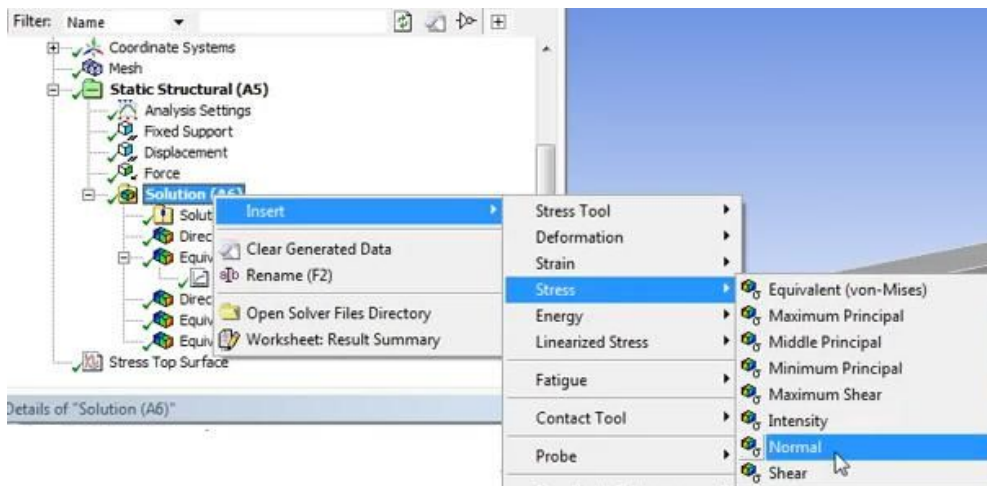 Filter: Name
Coordinate Systems
Mesh
Static Structural (A5)
Analysis Settings
Fixed Support
Displacement
Force
Solution (A6)
Solut
Direc
Equiv
Direc
Equiv
Equiv
Stress Top Surface
Details of "Solution (A6)"
Insert
Clear Generated Data
Rename (F2)
Open Solver Files Directory
Worksheet: Result Summary
Stress Tool
Deformation
Strain
Stress
Energy
Linearized Stress
Fatigue
Contact Tool
Probe
Equivalent (von-Mises)
Maximum Principal
Middle Principal
Minimum Principal
Maximum Shear
Intensity
Normal
Shear